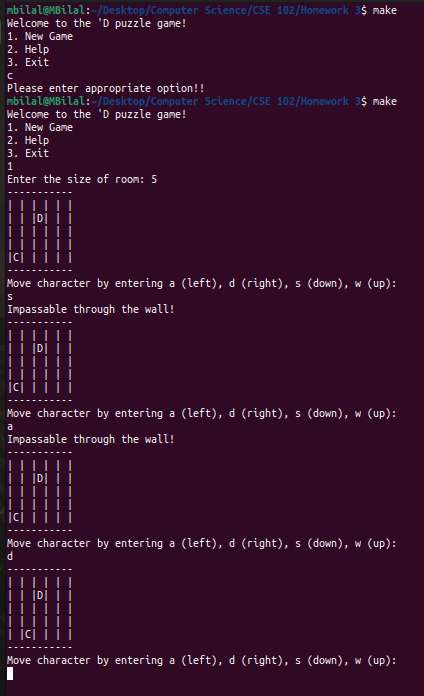 mbilal@MBilal:~/Desktop/Computer Science/CSE 102/Homework 3$ make
Welcome to the 'D puzzle game!
1. New Game
2. Help
3. Exit
c
Please enter appropriate option!!
mbilal@MBilal:~/Desktop/Computer Science/CSE 102/Homework 3$ make
Welcome to the 'D puzzle game!
1. New Game
2. Help
3. Exit
1
Enter the size of room: 5
-----------
| | | | | |
| | |D| | |
| | | | | |
| | | | | |
|C| | | | |
-----------
Move character by entering a (left), d (right), s (down), w (up):
s
Impassable through the wall!
-----------
| | | | | |
| | |D| | |
| | | | | |
| | | | | |
|C| | | | |
-----------
Move character by entering a (left), d (right), s (down), w (up):
a
Impassable through the wall!
-----------
| | | | | |
| | |D| | |
| | | | | |
| | | | | |
|C| | | | |
-----------
Move character by entering a (left), d (right), s (down), w (up):
d
-----------
| | | | | |
| | |D| | |
| | | | | |
| | | | | |
| |C| | | |
-----------
Move character by entering a (left), d (right), s (down), w (up):